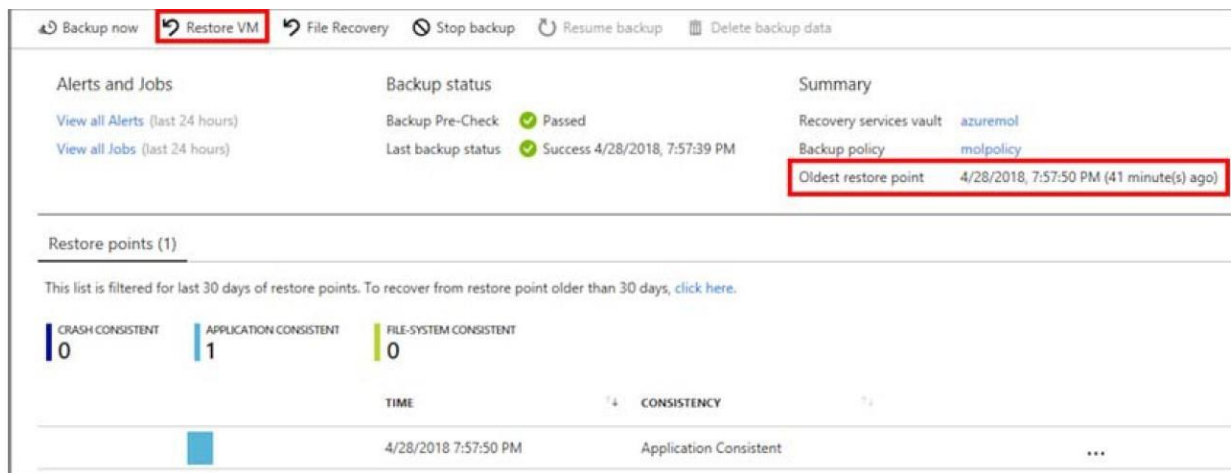 Backup now Restore VM File Recovery Stop backup Resume backup Delete backup data
Alerts and Jobs
View all Alerts (last 24 hours)
View all Jobs (last 24 hours)
Backup status
Backup Pre-Check Passed
Last backup status Success 4/28/2018, 7:57:39 PM
Summary
Recovery services vault azuremol
Backup policy molpolicy
Oldest restore point 4/28/2018, 7:57:50 PM (41 minute(s) ago)
Restore points (1)
This list is filtered for last 30 days of restore points. To recover from restore point older than 30 days, click here.
CRASH CONSISTENT
0
APPLICATION CONSISTENT
1
FILE-SYSTEM CONSISTENT
0
TIME CONSISTENCY
4/28/2018 7:57:50 PM Application Consistent ...